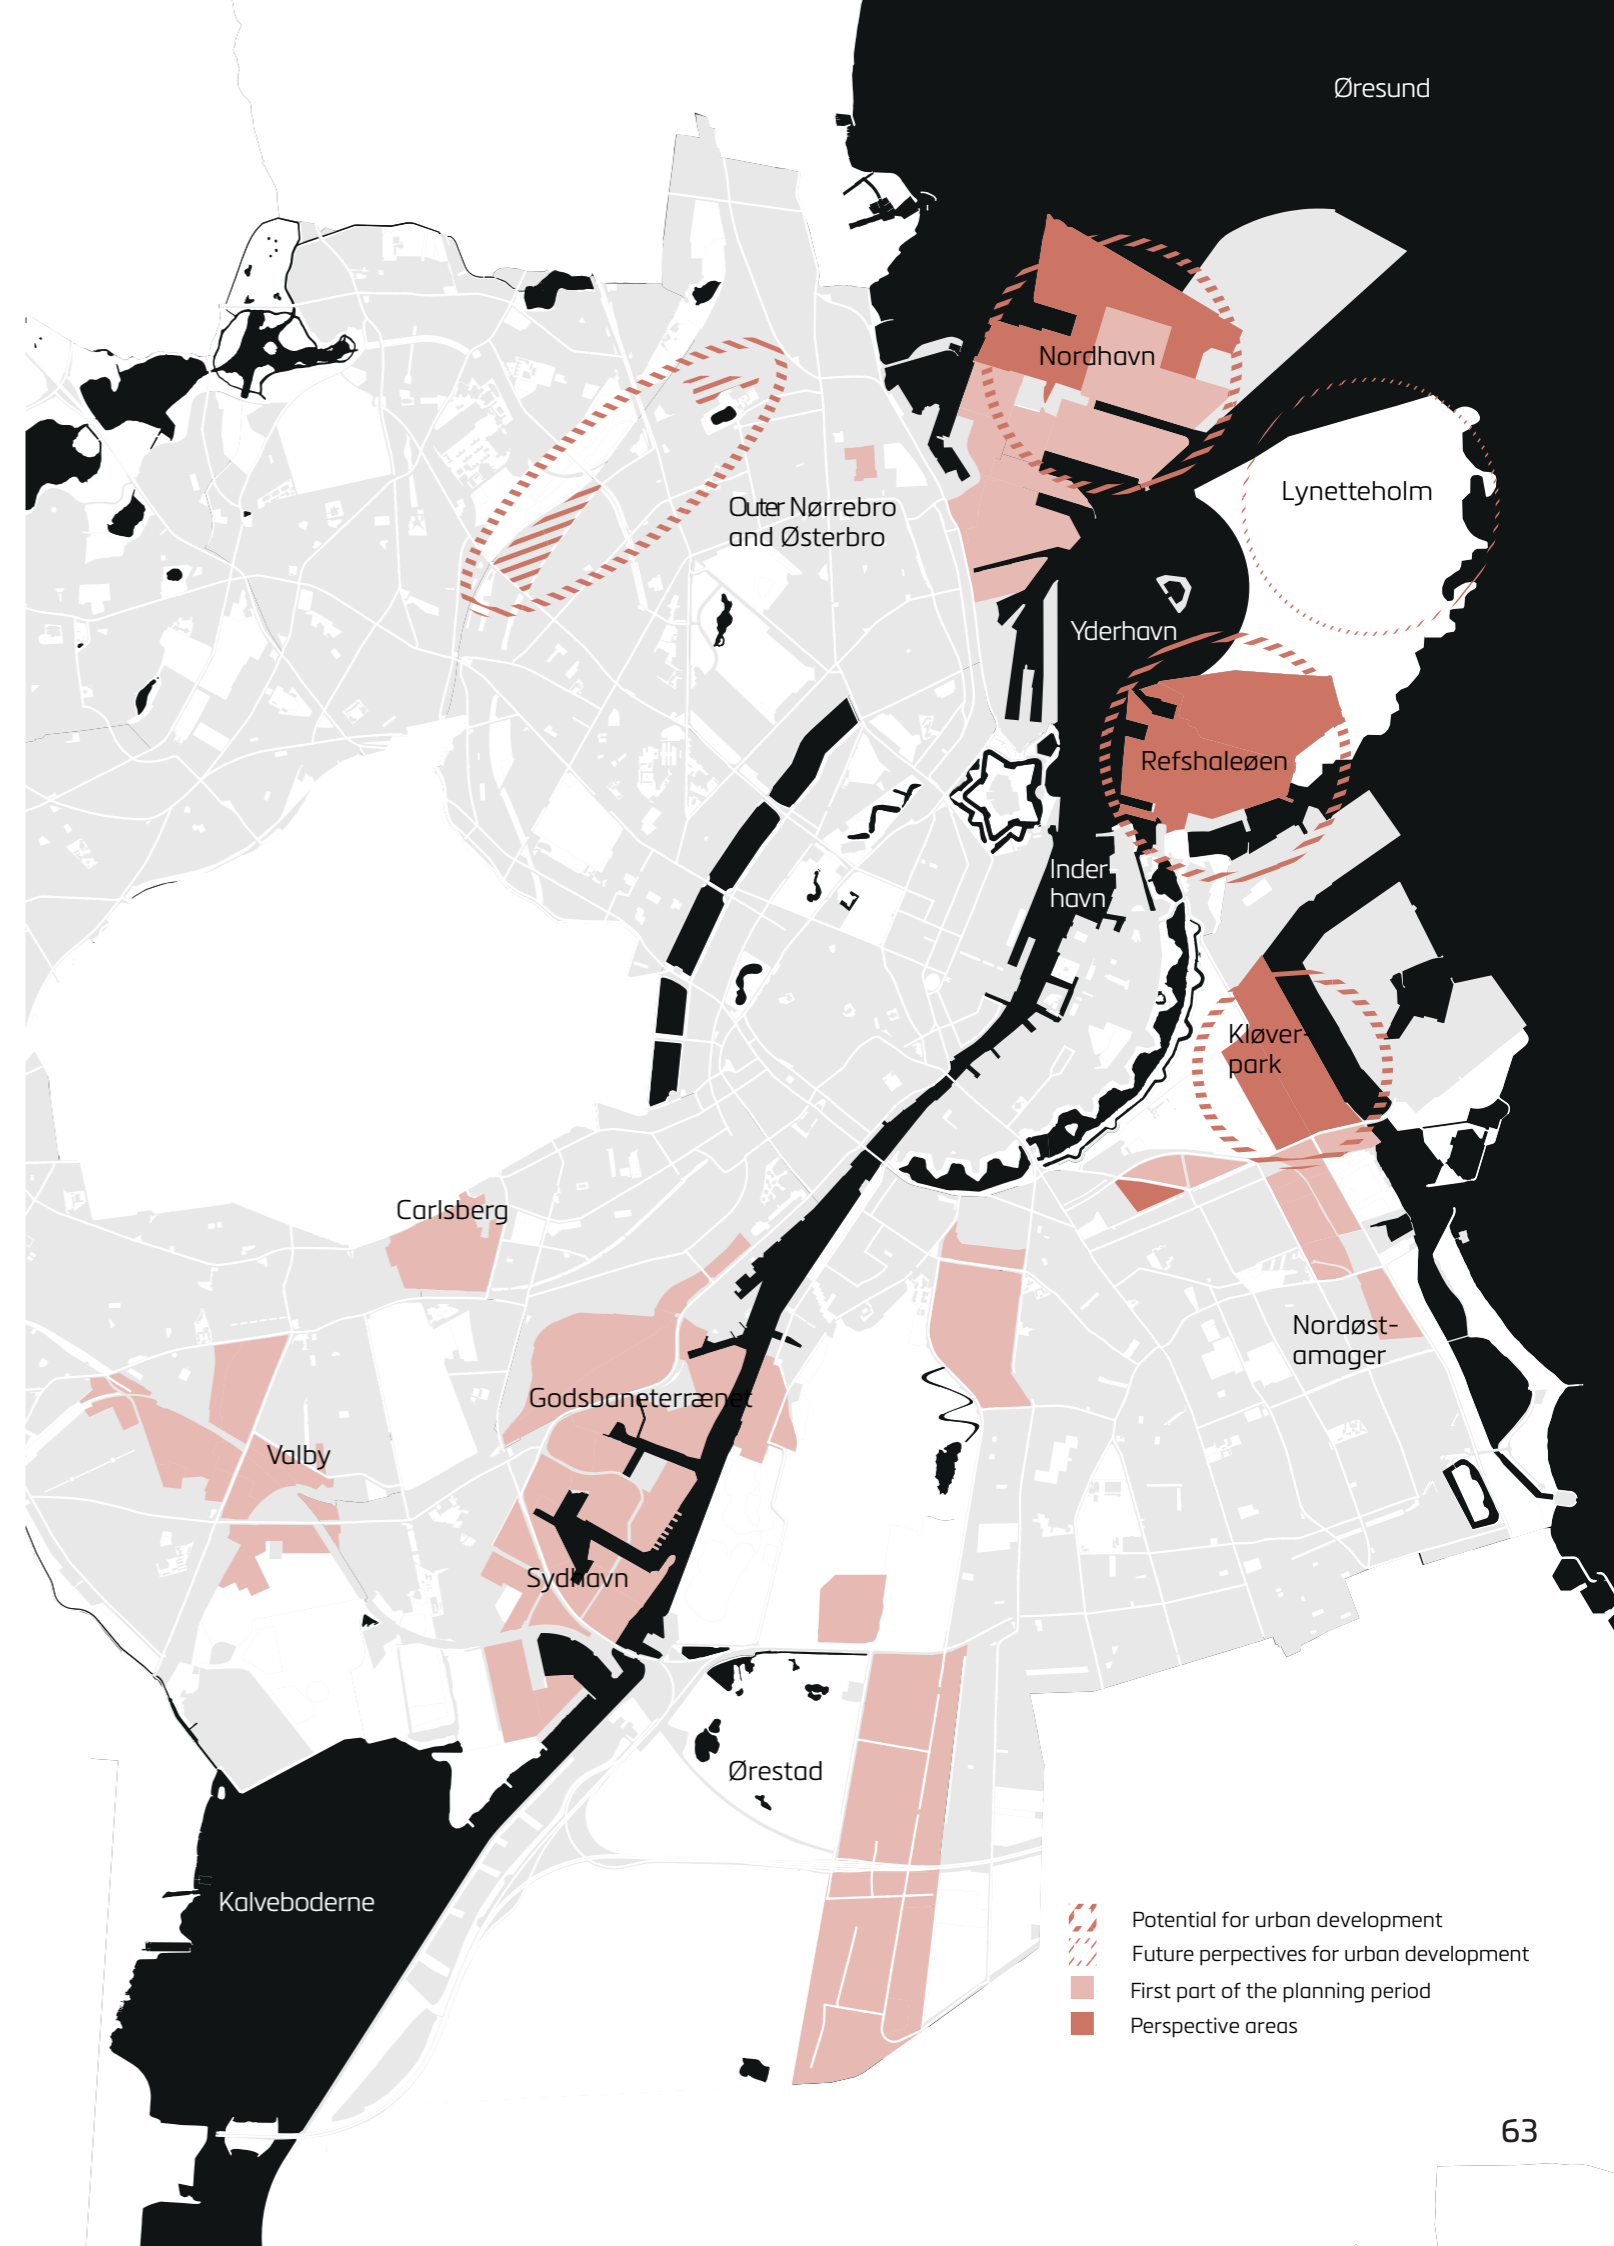 Øresund
Nordhavn
Lynetteholm
Outer Nørrebro
and Østerbro
Yderhavn
Refshaleøen
Inder
havn
Kløver-
park
Carlsberg
Nordøst-
amager
Godsbaneterrænet
Valby
Sydhavn
Ørestad
Kalveboderne
Potential for urban development
Future perpectives for urban development
First part of the planning period
Perspective areas
63